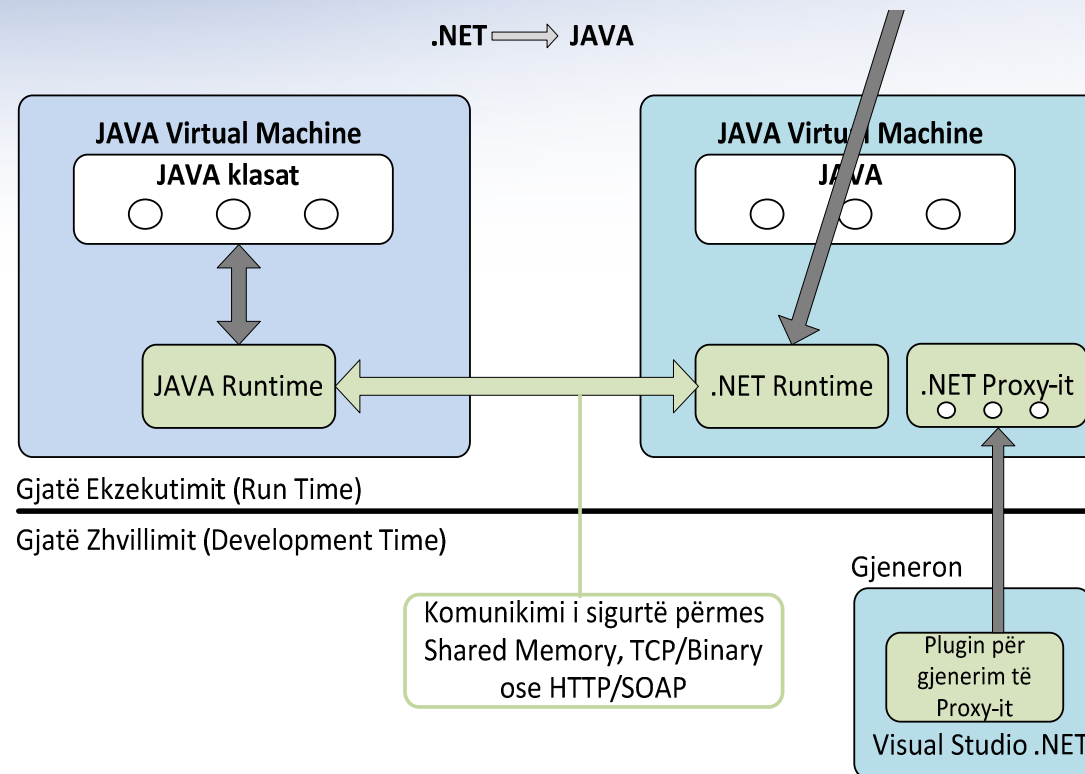 .NET JAVA
JAVA Virtual Machine
JAVA klasat
JAVA Runtime
JAVA Virtual Machine
JAVA
.NET Runtime
.NET Proxy-it
Gjatë Ekzekutimit (Run Time)
Gjatë Zhvillimit (Development Time)
Komunikimi i sigurtë përmes
Shared Memory, TCP/Binary
ose HTTP/SOAP
Gjeneron
Plugin për
gjenerim të
Proxy-it
Visual Studio .NET